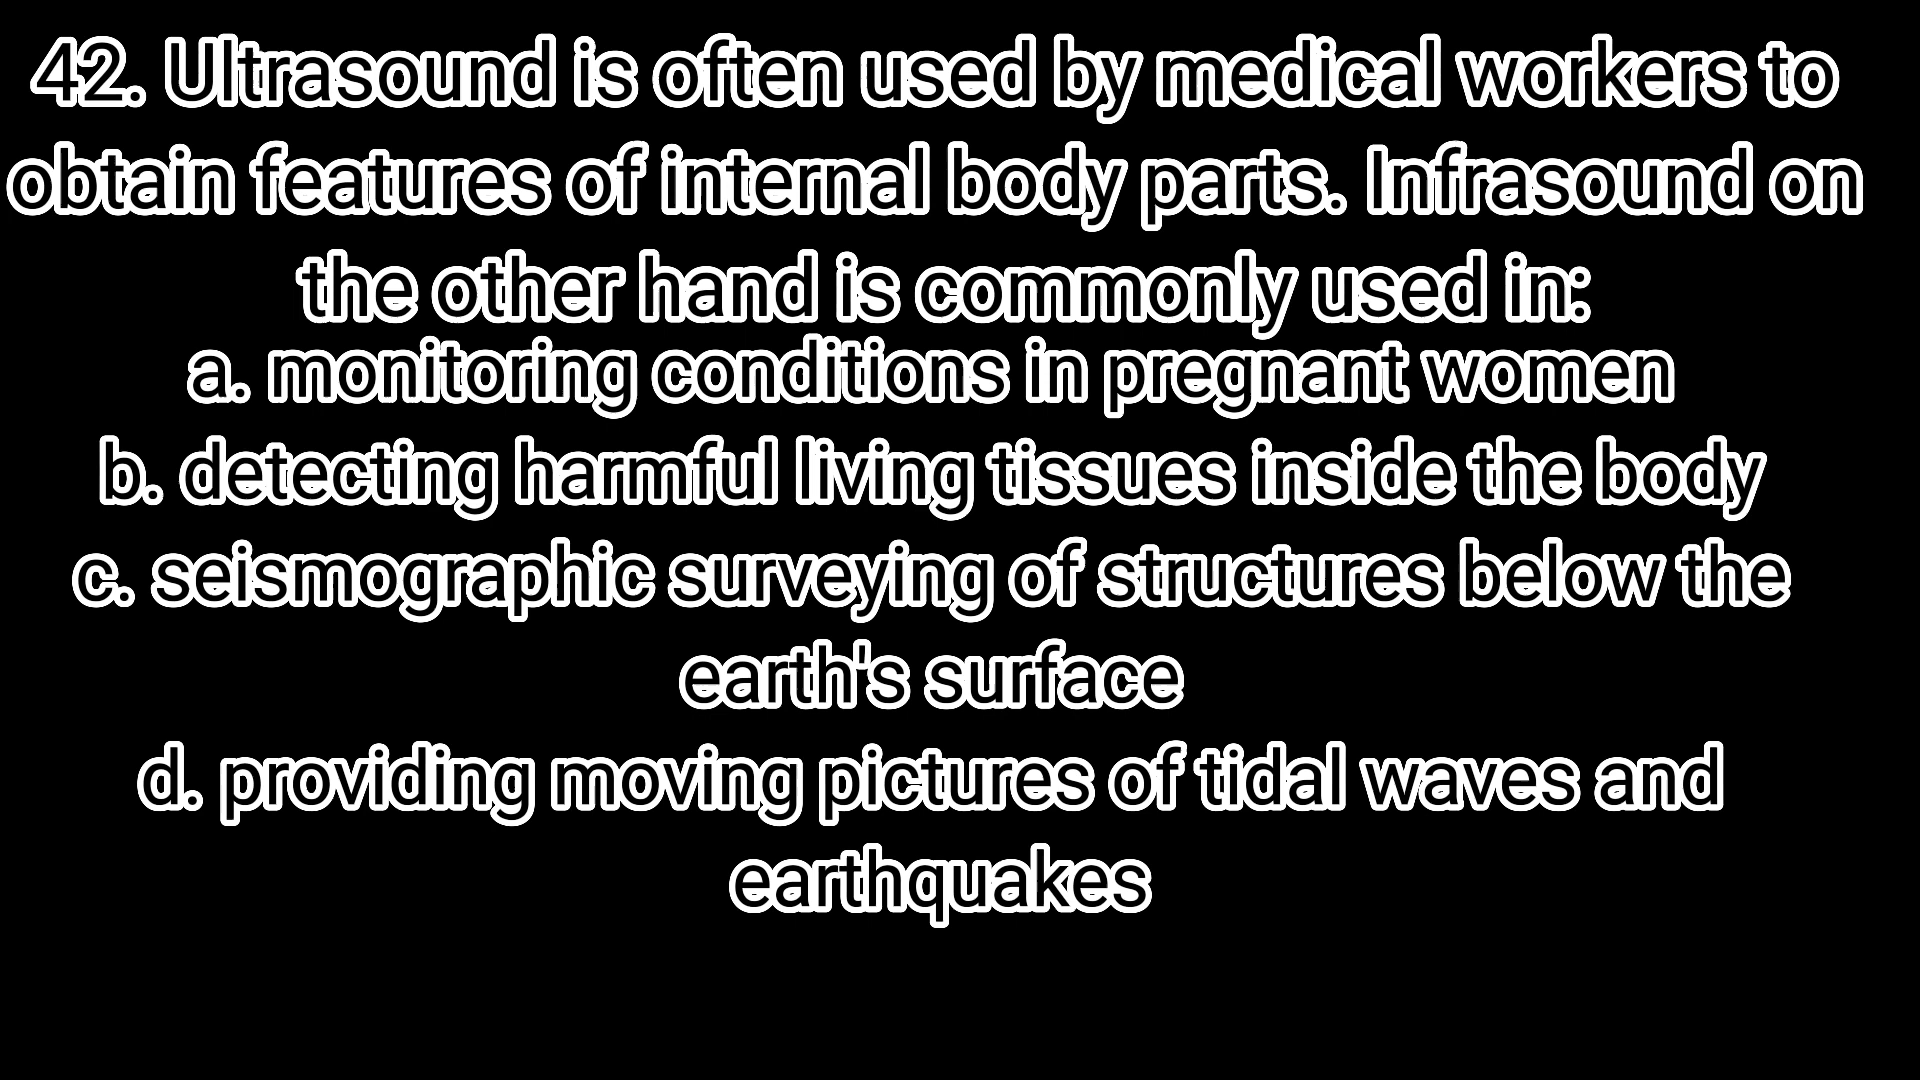 42. Ultrasound is often used by medical workers to
obtain features of internal body parts. Infrasound on
the other hand is commonly used in:
a. monitoring conditions in pregnant women
b. detecting harmful living tissues inside the body
c. seismographic surveying of structures below the
earth's surface
d. providing moving pictures of tidal waves and
earthquakes